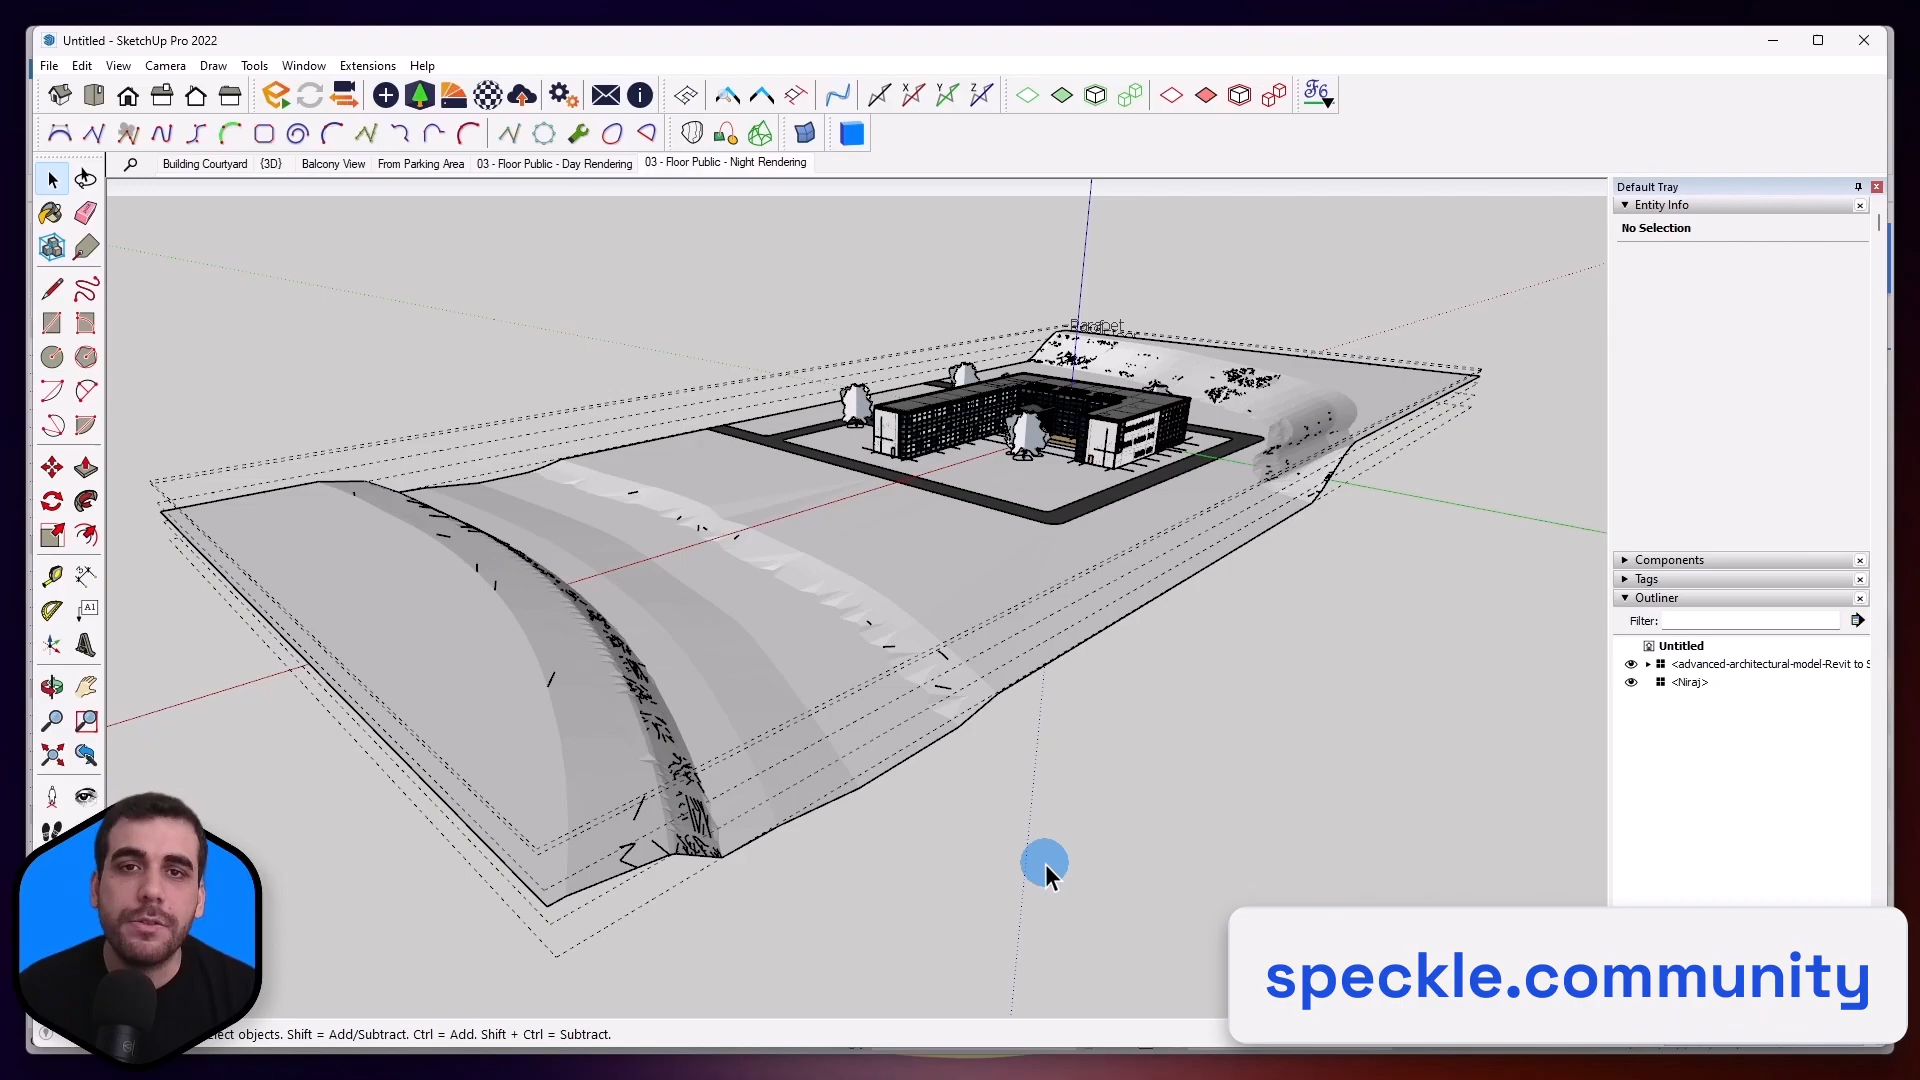 Untitled - SketchUp Pro 2022
File Edit View Camera Draw Tools Window Extensions Help
X Y Z F6
Building Courtyard {3D} Balcony View From Parking Area 03 - Floor Public - Day Rendering 03 - Floor Public - Night Rendering
Default Tray
Entity Info
No Selection
Parapet
A1
Components
Tags
Outliner
Filter:
Untitled
<advanced-architectural-model-Revit to S
<Niraj>
speckle.community
lect objects. Shift = Add/Subtract. Ctrl = Add. Shift + Ctrl = Subtract.